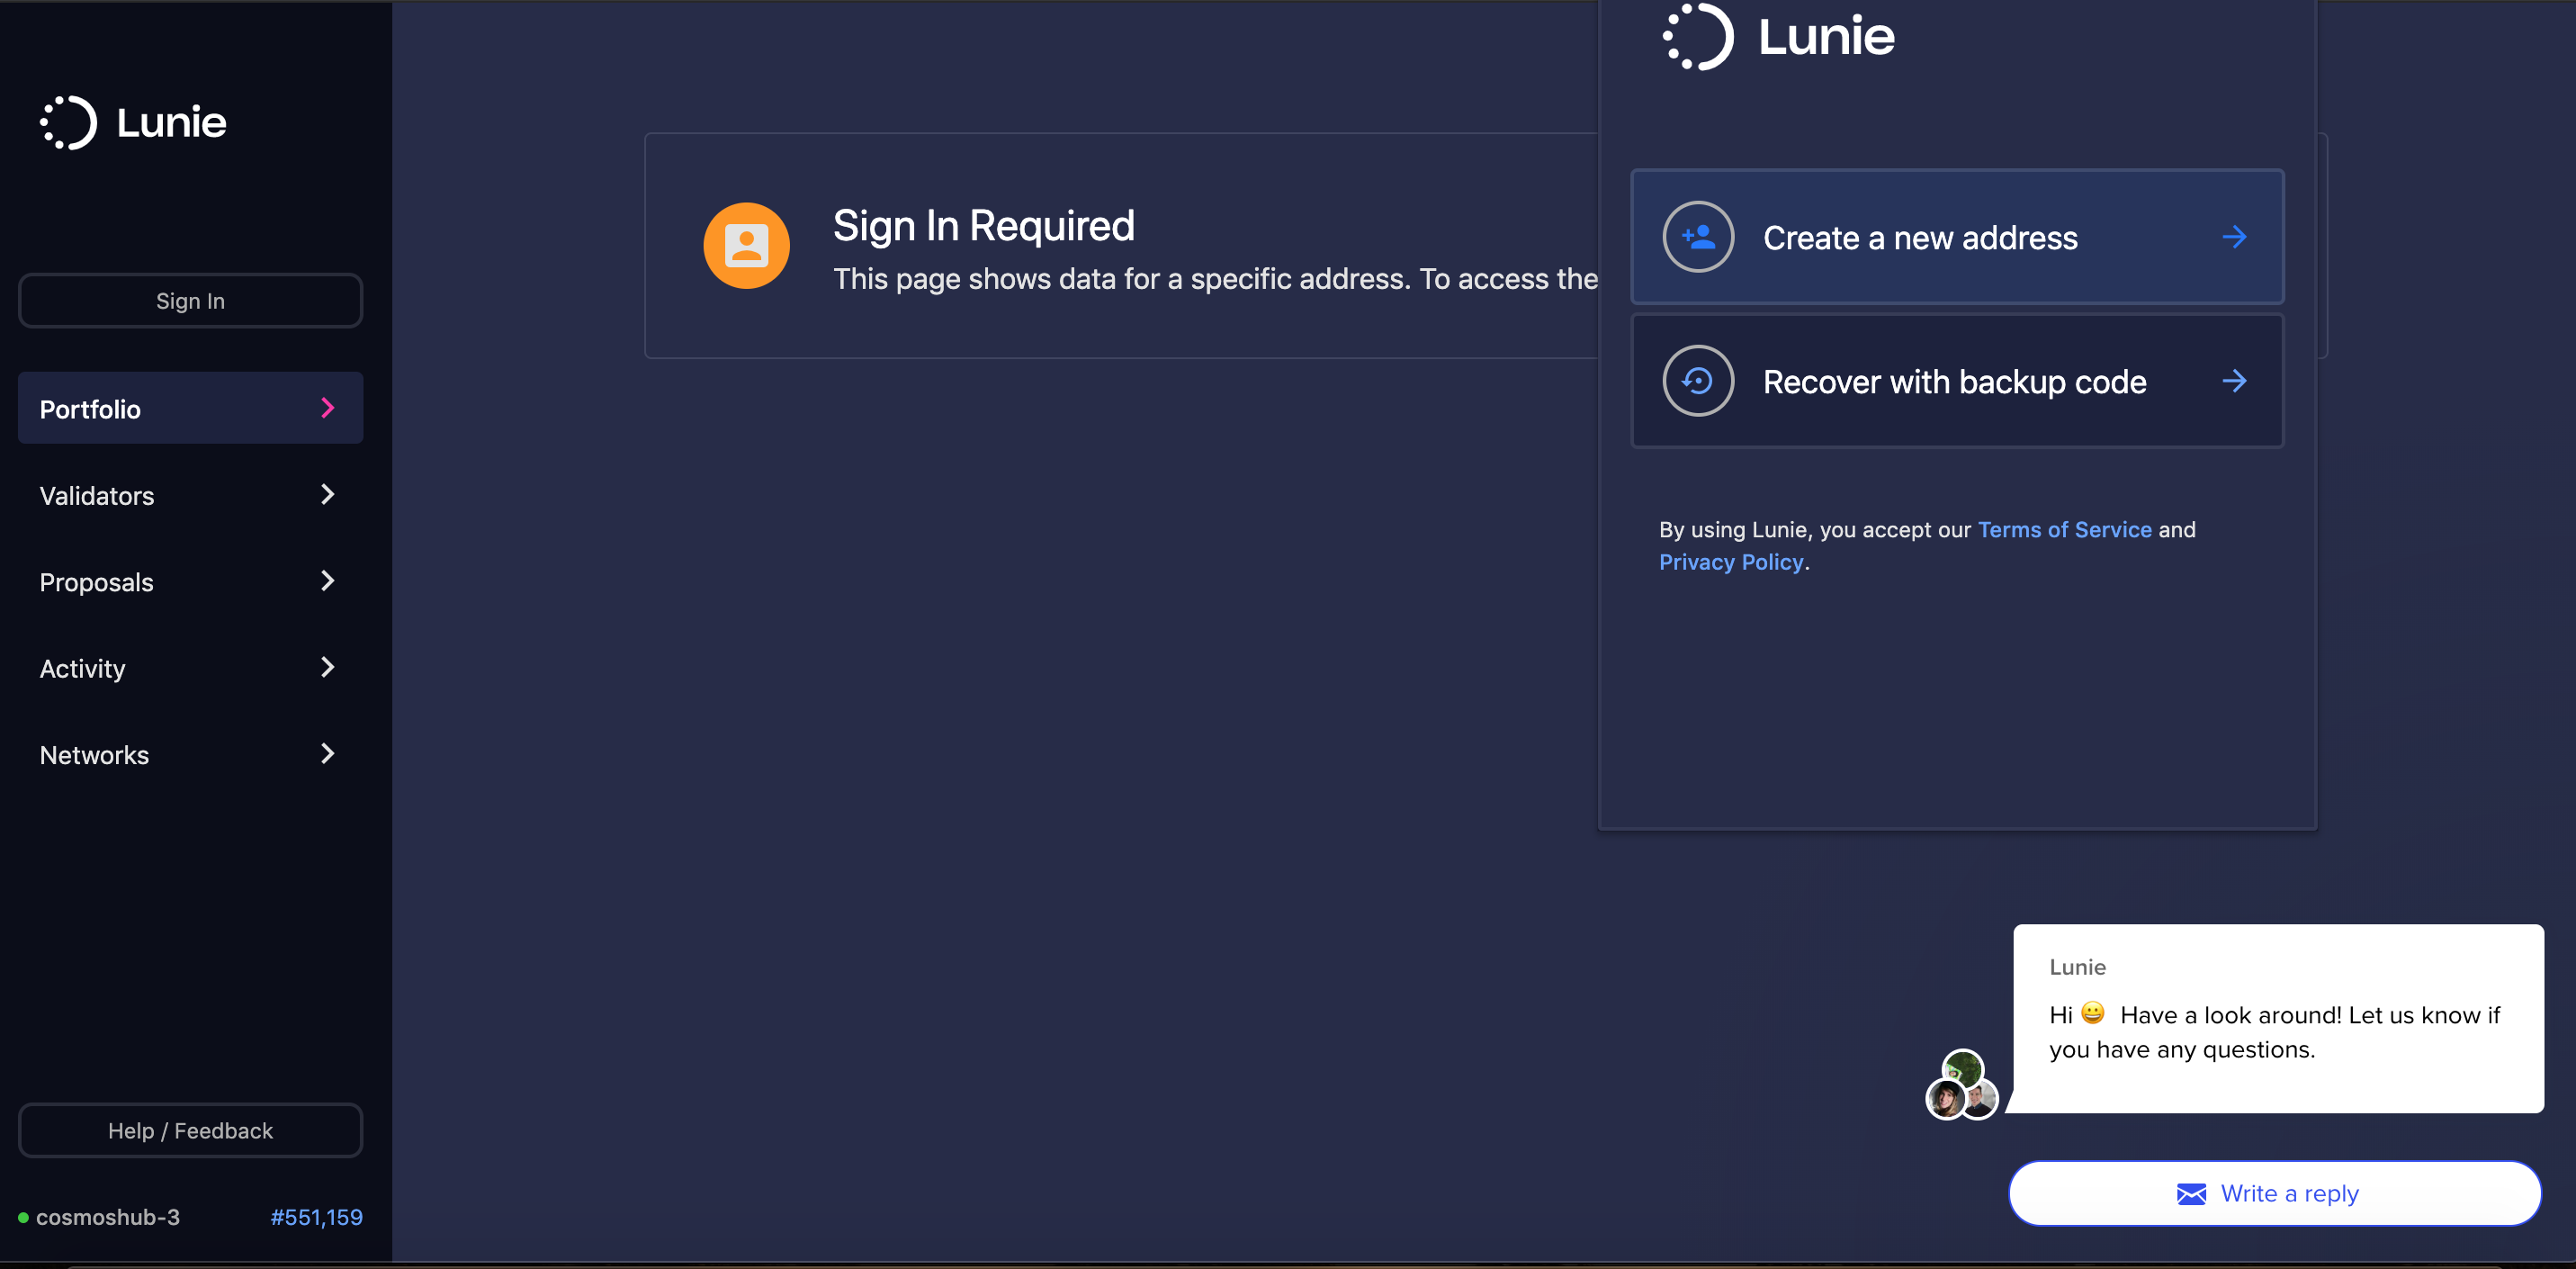 Lunie
Sign In
Portfolio
Validators
Proposals
Activity
Networks
Help / Feedback
cosmoshub-3 #551,159
Sign In Required
This page shows data for a specific address. To access the
Lunie
Create a new address
Recover with backup code
By using Lunie, you accept our Terms of Service and
Privacy Policy.
Lunie
Hi 😀 Have a look around! Let us know if
you have any questions.
Write a reply